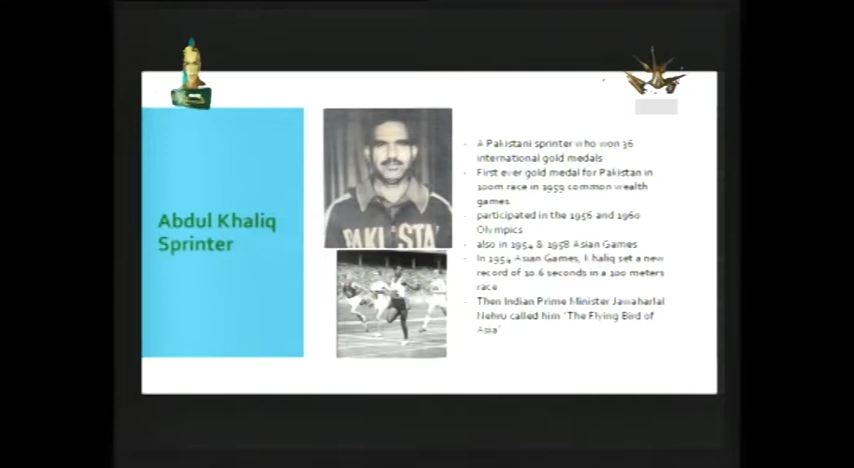 Abdul Khaliq
Sprinter
PAKISTA
- A Pakistani sprinter who won 36
international gold medals
- First ever gold medal for Pakistan in
100m race in 1959 common wealth
games.
- participated in the 1956 and 1960
Olympics
- also in 1954 & 1958 Asian Games
- In 1954 Asian Games, Khaliq set a new
record of 10.6 seconds in a 100 meters
race
- Then Indian Prime Minister Jawaharlal
Nehru called him 'The Flying Bird of
Asia'